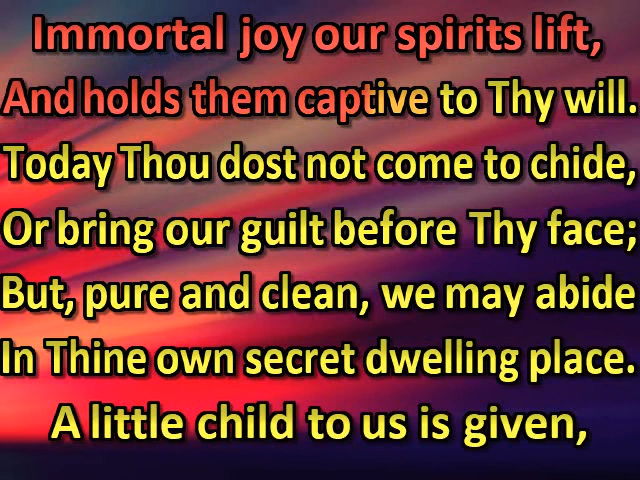 Immortal joy our spirits lift,
And holds them captive to Thy will.
Today Thou dost not come to chide,
Or bring our guilt before Thy face;
But, pure and clean, we may abide
In Thine own secret dwelling place.
A little child to us is given,